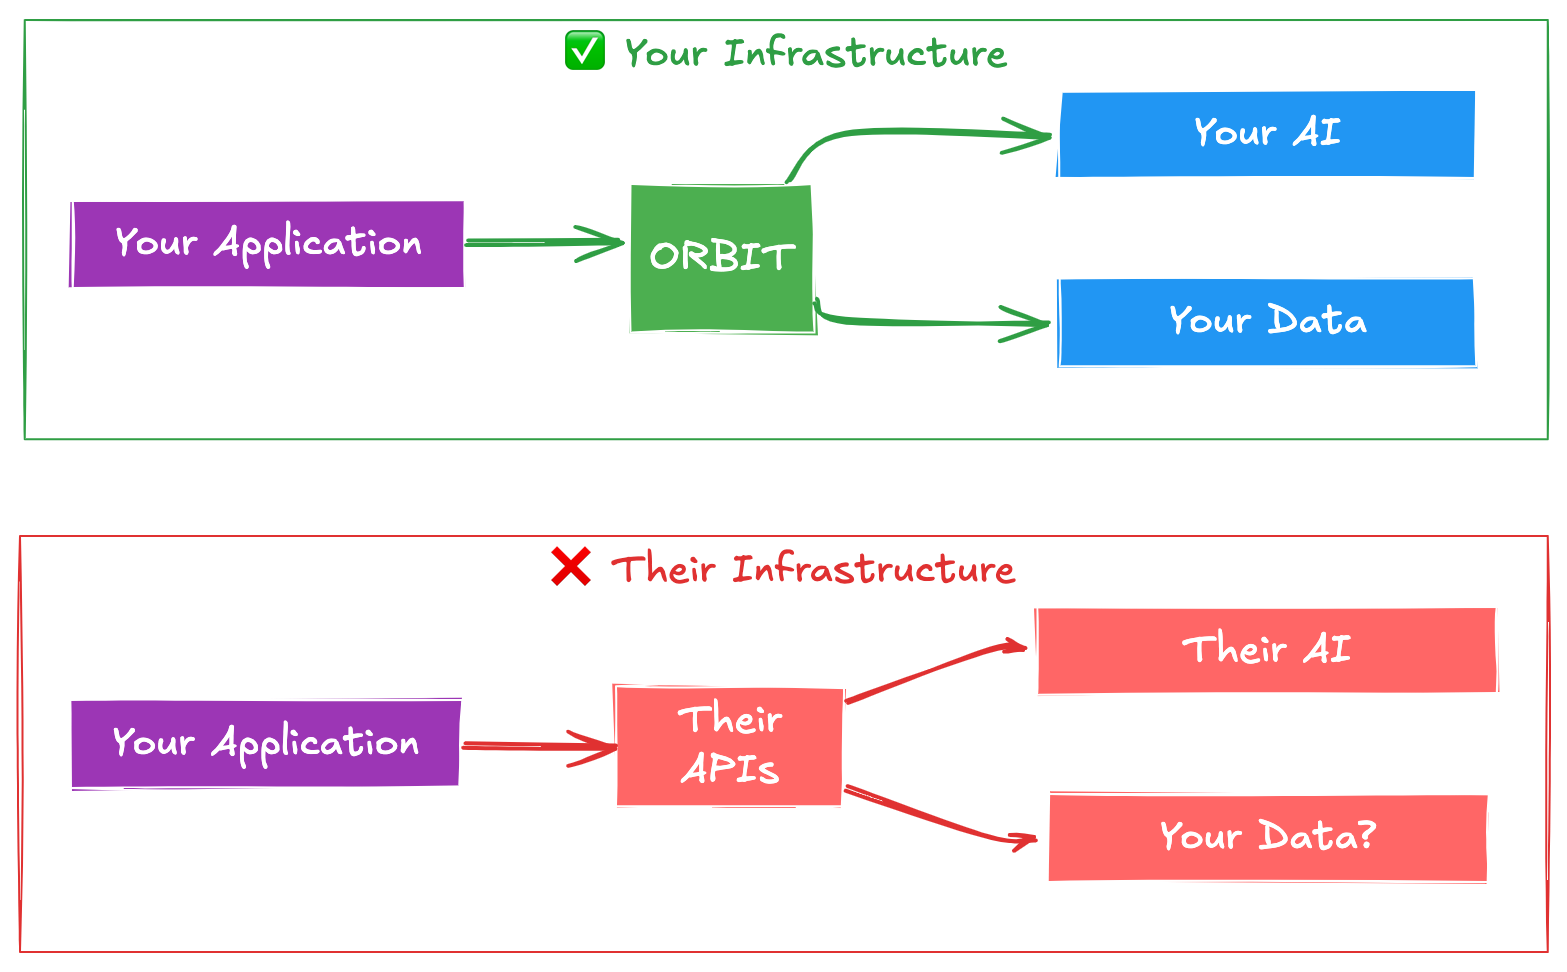 ✅ Your Infrastructure
Your AI
Your Application
ORBIT
Your Data
❌ Their Infrastructure
Their AI
Your Application
Their
APIs
Your Data?